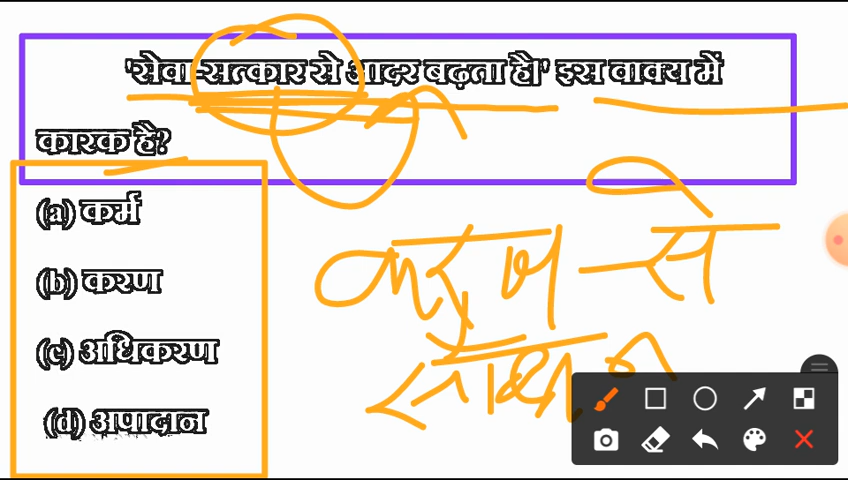 'सेवा-सत्कार से आदर बढ़ता है।' इस वाक्य में
कारक है?
(a) कर्म
(b) करण
(c) अधिकरण
(d) अपादान
करण - से
साधन